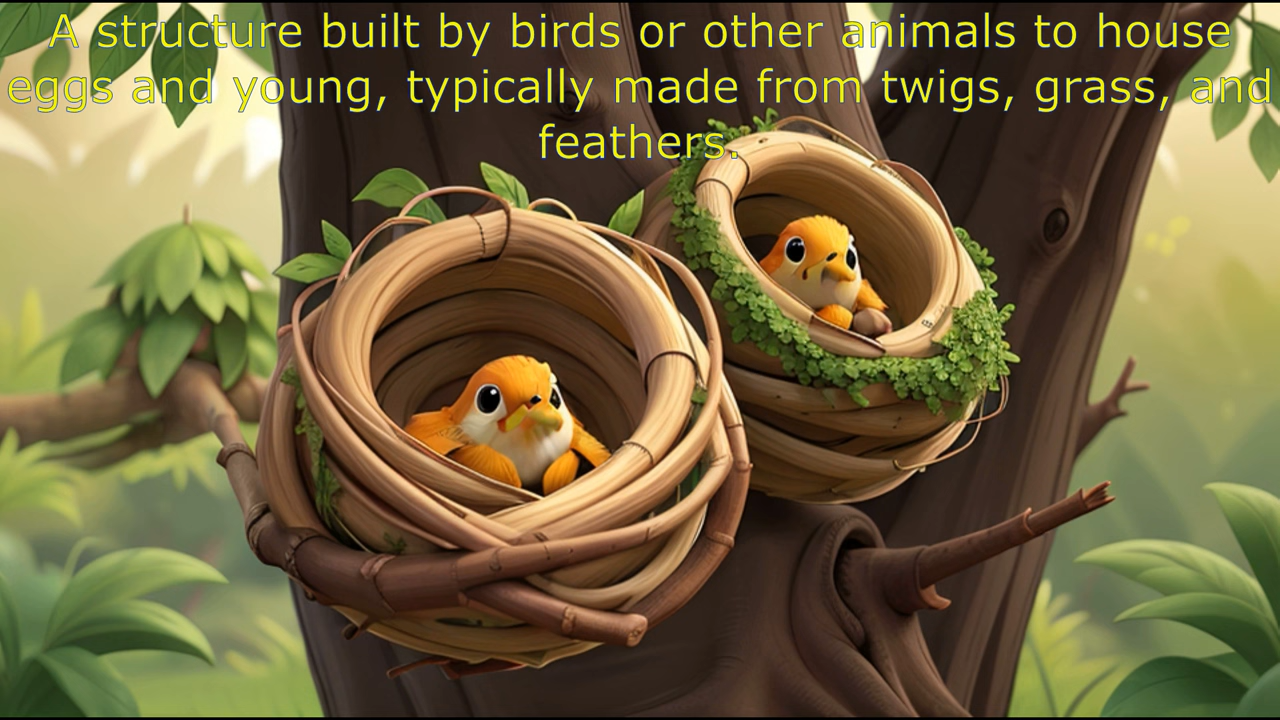 A structure built by birds or other animals to house
eggs and young, typically made from twigs, grass, and
feathers.